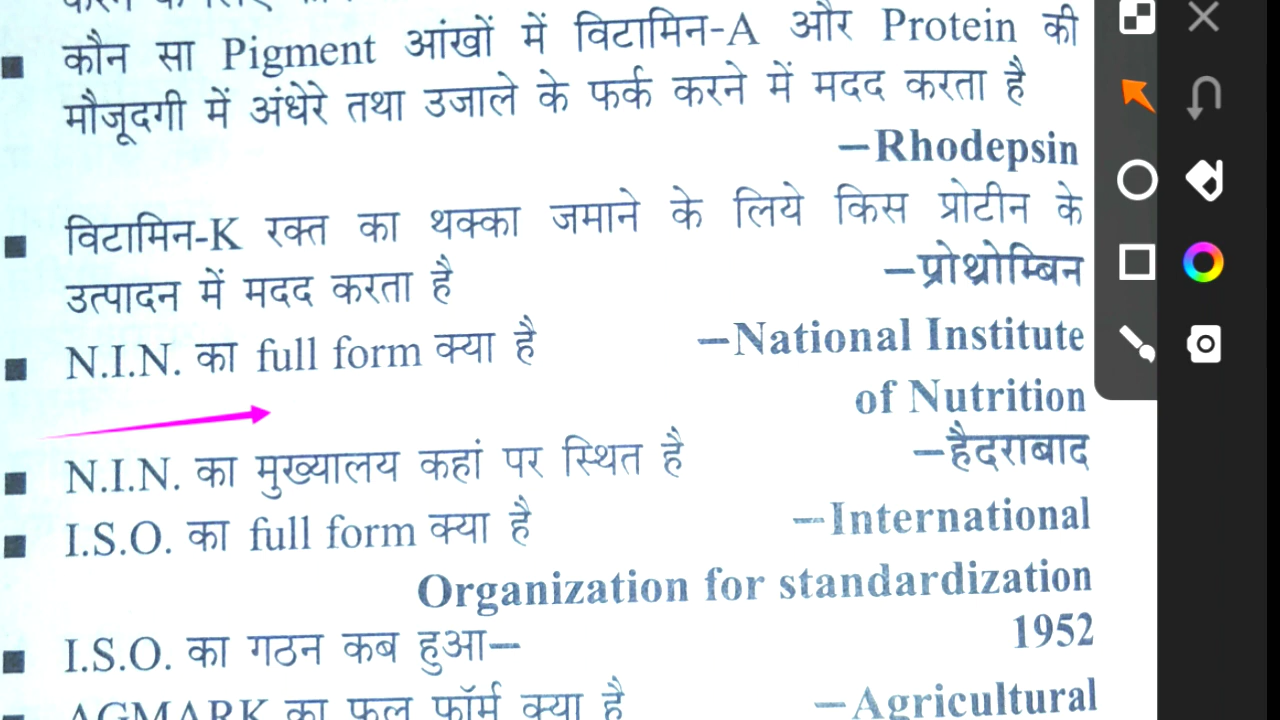 कौन सा Pigment आंखों में विटामिन-A और Protein की
मौजूदगी में अंधेरे तथा उजाले के फर्क करने में मदद करता है
—Rhodepsin
विटामिन-K रक्त का थक्का जमाने के लिये किस प्रोटीन के
उत्पादन में मदद करता है —प्रोथ्रोम्बिन
N.I.N. का full form क्या है —National Institute
of Nutrition
N.I.N. का मुख्यालय कहां पर स्थित है —हैदराबाद
I.S.O. का full form क्या है —International
Organization for standardization
I.S.O. का गठन कब हुआ— 1952
AGMARK का फुल फॉर्म क्या है —Agricultural